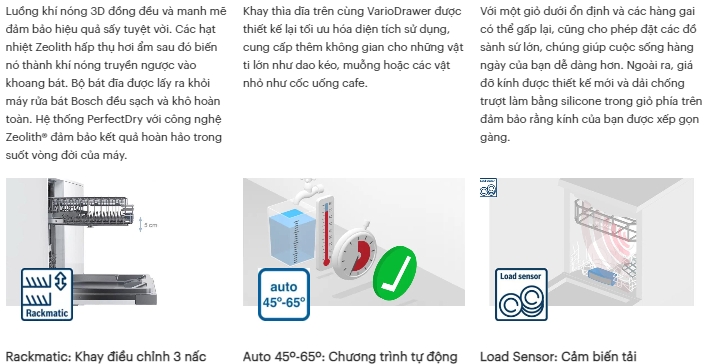 Luồng khí nóng 3D đồng đều và manh mẽ
đảm bảo hiệu quả sấy tuyệt vời. Các hạt
nhiệt Zeolith hấp thụ hơi ẩm sau đó biến
nó thành khí nóng truyền ngược vào
khoang bát. Bộ bát đĩa được lấy ra khỏi
máy rửa bát Bosch đều sạch và khô hoàn
toàn. Hệ thống PerfectDry với công nghệ
Zeolith® đảm bảo kết quả hoàn hảo trong
suốt vòng đời của máy.
Khay thìa dĩa trên cùng VarioDrawer được
thiết kế lại tối ưu hóa diện tích sử dụng,
cung cấp thêm không gian cho những vật
ti lớn như dao kéo, muỗng hoặc các vật
nhỏ như cốc uống cafe.
Với một giỏ dưới ổn định và các hàng gai
có thể gấp lại, cũng cho phép đặt các đồ
sành sứ lớn, chúng giúp cuộc sống hàng
ngày của bạn dễ dàng hơn. Ngoài ra, giá
đỡ kính được thiết kế mới và dải chống
trượt làm bằng silicone trong giỏ phía trên
đảm bảo rằng kính của bạn được xếp gọn
gàng.
5 cm
Rackmatic
auto
45º-65º
Load sensor
Rackmatic: Khay điều chỉnh 3 nấc
Auto 45º-65º: Chương trình tự động
Load Sensor: Cảm biến tải